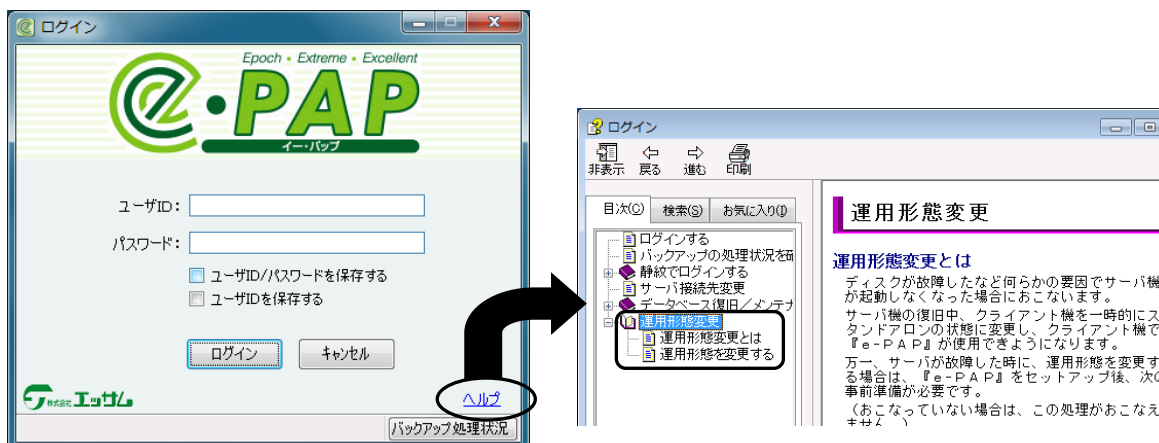 ログイン
Epoch・Extreme・Excellent
e・PAP
イー・パップ
ユーザID：
パスワード：
ユーザID/パスワードを保存する
ユーザIDを保存する
ログイン
キャンセル
株式会社 エッサム
ヘルプ
バックアップ処理状況
ログイン
非表示 戻る 進む 印刷
目次(C) 検索(S) お気に入り(I)
ログインする
バックアップの処理状況を確
静紋でログインする
サーバ接続先変更
データベース復旧／メンテナ
運用形態変更
運用形態変更とは
運用形態を変更する
運用形態変更
運用形態変更とは
ディスクが故障したなど何らかの要因でサーバ機
が起動しなくなった場合におこないます。
サーバ機の復旧中、クライアント機を一時的にス
タンドアロンの状態に変更し、クライアント機で
『e－PAP』が使用できようになります。
万一、サーバが故障した時に、運用形態を変更す
る場合は、『e－PAP』をセットアップ後、次の
事前準備が必要です。
（おこなっていない場合は、この処理がおこなえ
ません。）